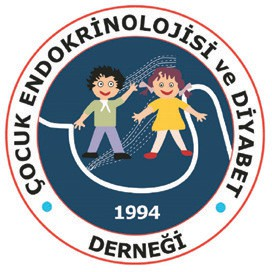 ÇOCUK ENDOKRİNOLOJİSİ ve DİYABET
1994
DERNEĞİ